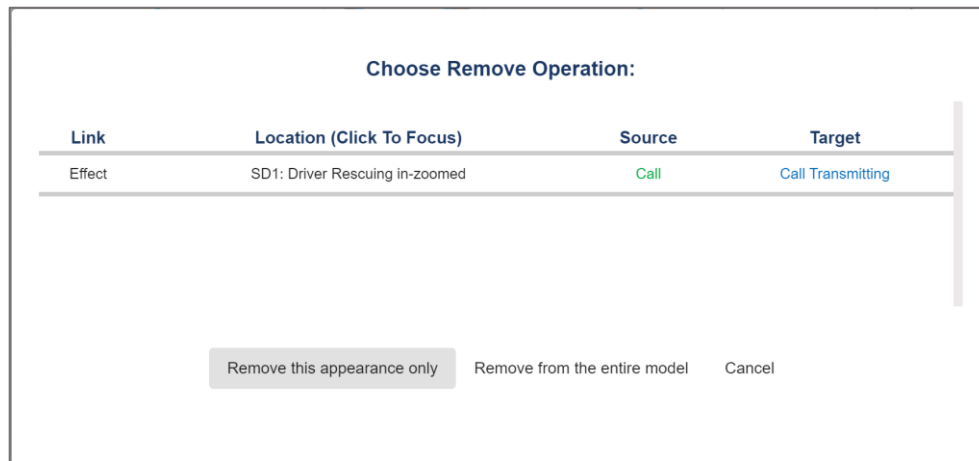 Choose Remove Operation:
Link Location (Click To Focus) Source Target
Effect SD1: Driver Rescuing in-zoomed Call Call Transmitting
Remove this appearance only Remove from the entire model Cancel